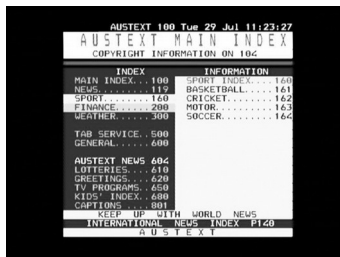 AUSTEXT 100 Tue 29 Jul 11:23:27
AUSTEXT MAIN INDEX
COPYRIGHT INFORMATION ON 104
INDEX
MAIN INDEX...100
NEWS.........119
SPORT........160
FINANCE......200
WEATHER......300
TAB SERVICE..500
GENERAL......600
AUSTEXT NEWS 604
LOTTERIES....610
GREETINGS....620
TV PROGRAMS..650
KIDS' INDEX..680
CAPTIONS ....801
INFORMATION
SPORT INDEX....160
BASKETBALL.....161
CRICKET........162
MOTOR..........163
SOCCER.........164
KEEP UP WITH WORLD NEWS
INTERNATIONAL NEWS INDEX P140
AUSTEXT